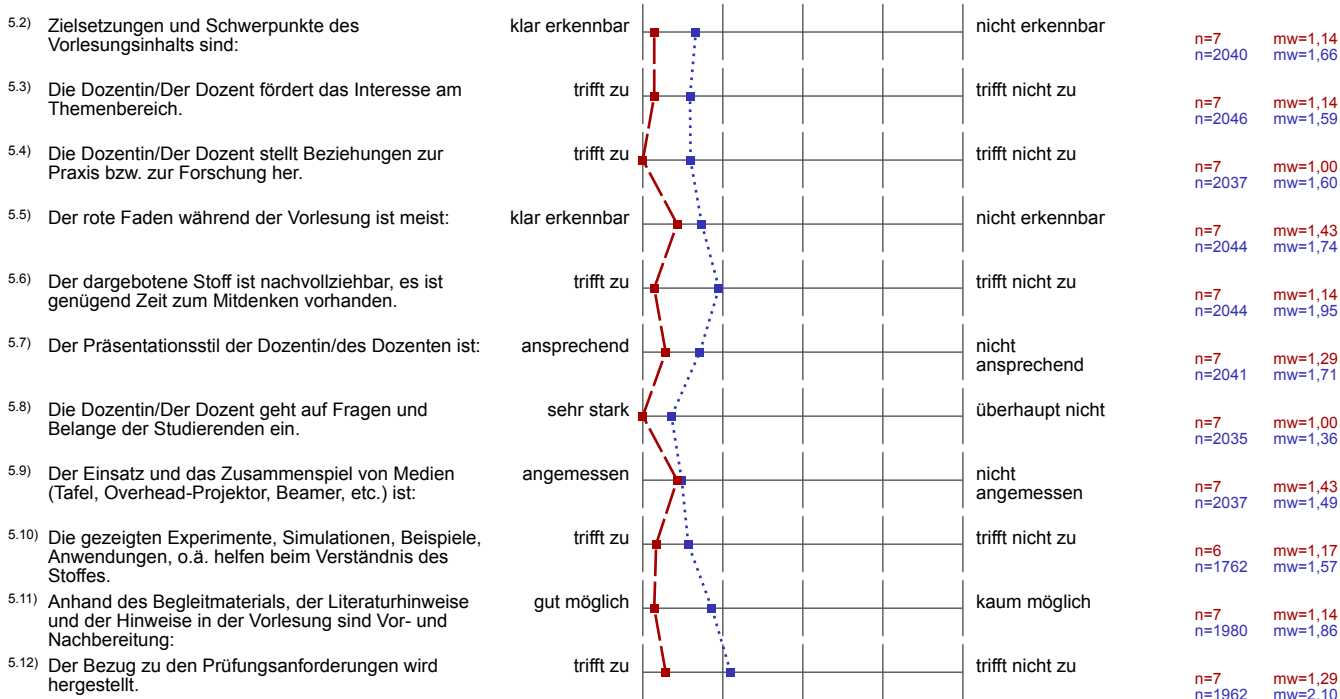 5.2) Zielsetzungen und Schwerpunkte des
Vorlesungsinhalts sind:
klar erkennbar
nicht erkennbar
n=7 mw=1,14
n=2040 mw=1,66
5.3) Die Dozentin/Der Dozent fördert das Interesse am
Themenbereich.
trifft zu
trifft nicht zu
n=7 mw=1,14
n=2046 mw=1,59
5.4) Die Dozentin/Der Dozent stellt Beziehungen zur
Praxis bzw. zur Forschung her.
trifft zu
trifft nicht zu
n=7 mw=1,00
n=2037 mw=1,60
5.5) Der rote Faden während der Vorlesung ist meist:
klar erkennbar
nicht erkennbar
n=7 mw=1,43
n=2044 mw=1,74
5.6) Der dargebotene Stoff ist nachvollziehbar, es ist
genügend Zeit zum Mitdenken vorhanden.
trifft zu
trifft nicht zu
n=7 mw=1,14
n=2044 mw=1,95
5.7) Der Präsentationsstil der Dozentin/des Dozenten ist:
ansprechend
nicht
ansprechend
n=7 mw=1,29
n=2041 mw=1,71
5.8) Die Dozentin/Der Dozent geht auf Fragen und
Belange der Studierenden ein.
sehr stark
überhaupt nicht
n=7 mw=1,00
n=2035 mw=1,36
5.9) Der Einsatz und das Zusammenspiel von Medien
(Tafel, Overhead-Projektor, Beamer, etc.) ist:
angemessen
nicht
angemessen
n=7 mw=1,43
n=2037 mw=1,49
5.10) Die gezeigten Experimente, Simulationen, Beispiele,
Anwendungen, o.ä. helfen beim Verständnis des
Stoffes.
trifft zu
trifft nicht zu
n=6 mw=1,17
n=1762 mw=1,57
5.11) Anhand des Begleitmaterials, der Literaturhinweise
und der Hinweise in der Vorlesung sind Vor- und
Nachbereitung:
gut möglich
kaum möglich
n=7 mw=1,14
n=1980 mw=1,86
5.12) Der Bezug zu den Prüfungsanforderungen wird
hergestellt.
trifft zu
trifft nicht zu
n=7 mw=1,29
n=1962 mw=2,10